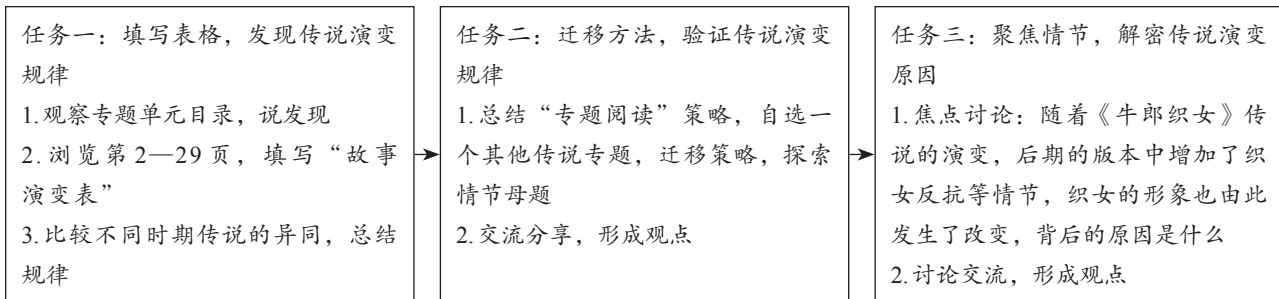 任务一：填写表格，发现传说演变
规律
1.观察专题单元目录，说发现
2.浏览第2—29页，填写“故事
演变表”
3.比较不同时期传说的异同，总结
规律
任务二：迁移方法，验证传说演变
规律
1.总结“专题阅读”策略，自选一
个其他传说专题，迁移策略，探索
情节母题
2.交流分享，形成观点
任务三：聚焦情节，解密传说演变
原因
1.焦点讨论：随着《牛郎织女》传
说的演变，后期的版本中增加了织
女反抗等情节，织女的形象也由此
发生了改变，背后的原因是什么
2.讨论交流，形成观点